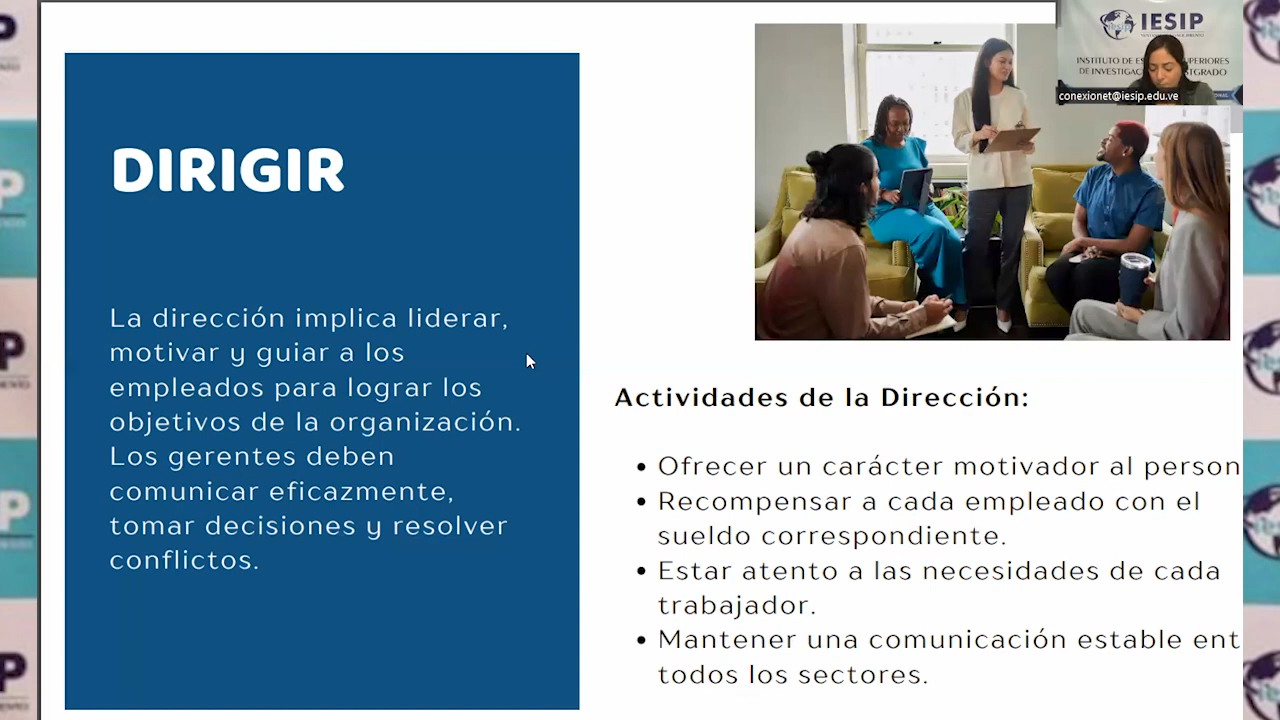 DIRIGIR
La dirección implica liderar,
motivar y guiar a los
empleados para lograr los
objetivos de la organización.
Los gerentes deben
comunicar eficazmente,
tomar decisiones y resolver
conflictos.
IESIP
INSTITUTO DE
DE
conexionet@iesip.edu.ve
Actividades de la Dirección:
• Ofrecer un carácter motivador al person
• Recompensar a cada empleado con el
sueldo correspondiente.
• Estar atento a las necesidades de cada
trabajador.
• Mantener una comunicación estable ent
todos los sectores.